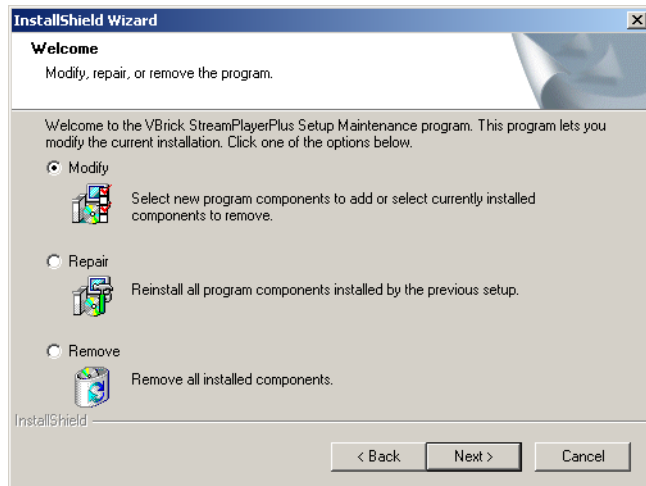 InstallShield Wizard
Welcome
Modify, repair, or remove the program.
Welcome to the VBrick StreamPlayerPlus Setup Maintenance program. This program lets you
modify the current installation. Click one of the options below.
Modify
Select new program components to add or select currently installed
components to remove.
Repair
Reinstall all program components installed by the previous setup.
Remove
Remove all installed components.
InstallShield
< Back Next > Cancel